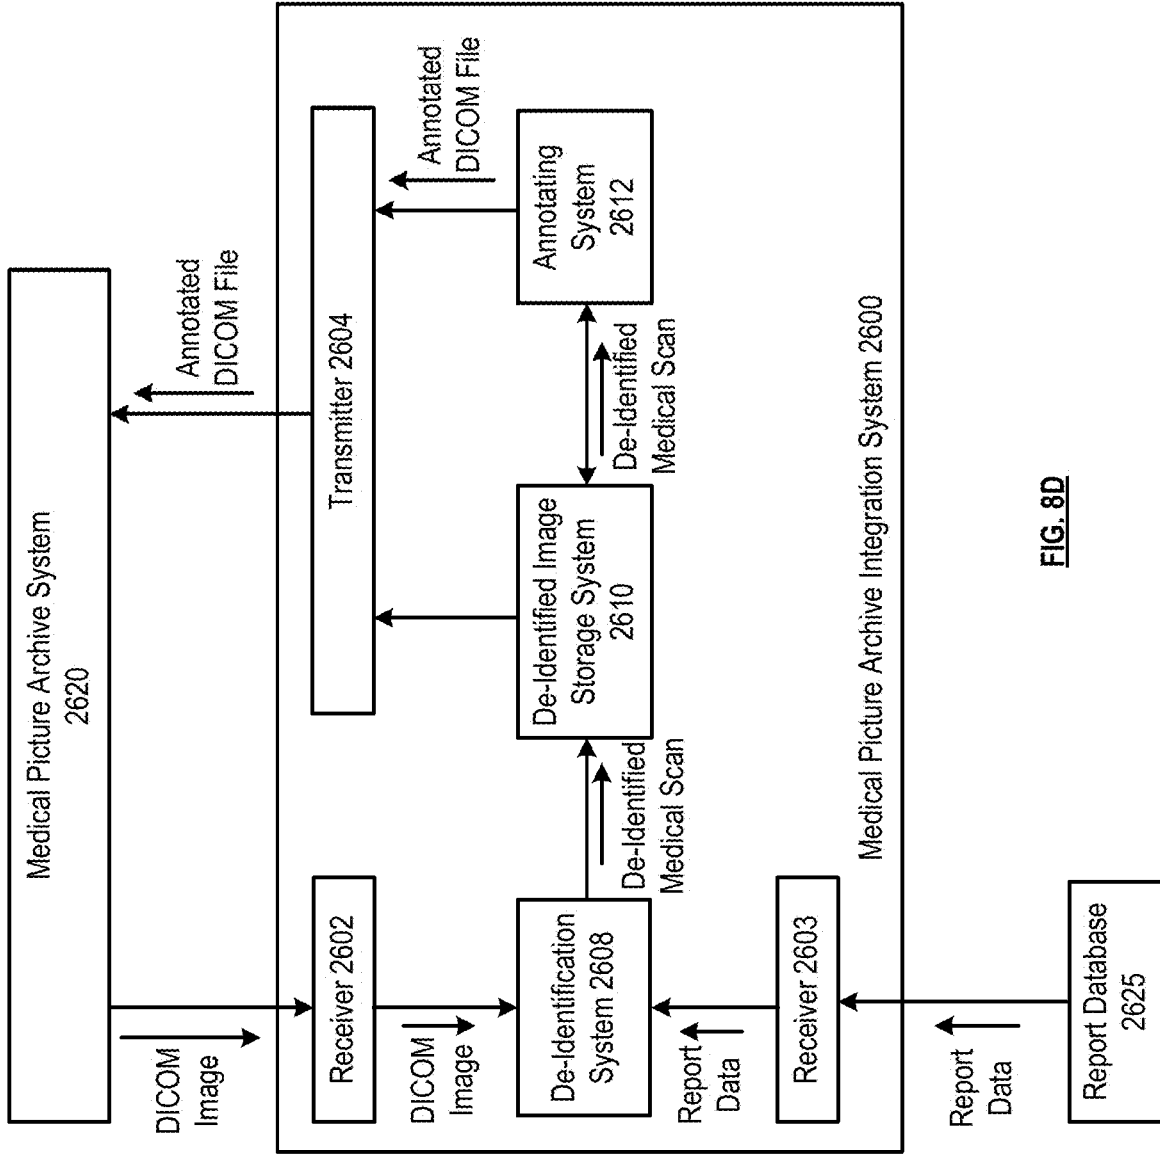 Medical Picture Archive System
2620
DICOM
Image
Annotated
DICOM File
Receiver 2602
Transmitter 2604
DICOM
Image
Annotated
DICOM File
De-Identification
System 2608
De-Identified
Medical Scan
De-Identified Image
Storage System
2610
De-Identified
Medical Scan
Annotating
System
2612
Report
Data
Receiver 2603
Medical Picture Archive Integration System 2600
Report
Data
Report Database
2625
FIG. 8D